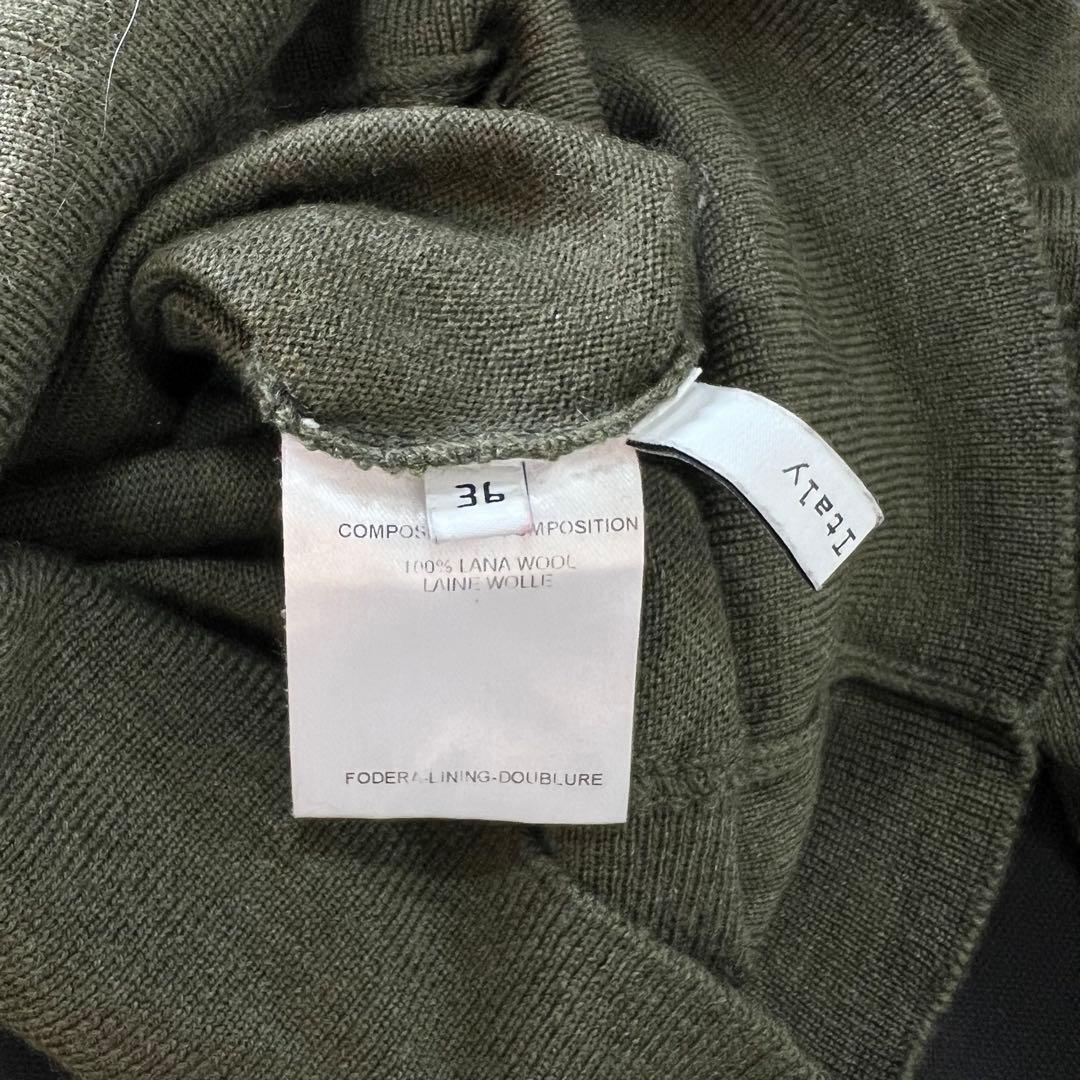 36
COMPOS MPOSITION
100% LANA WOOL
LAINE WOLLE
FODERA-LINING-DOUBLURE
Italy